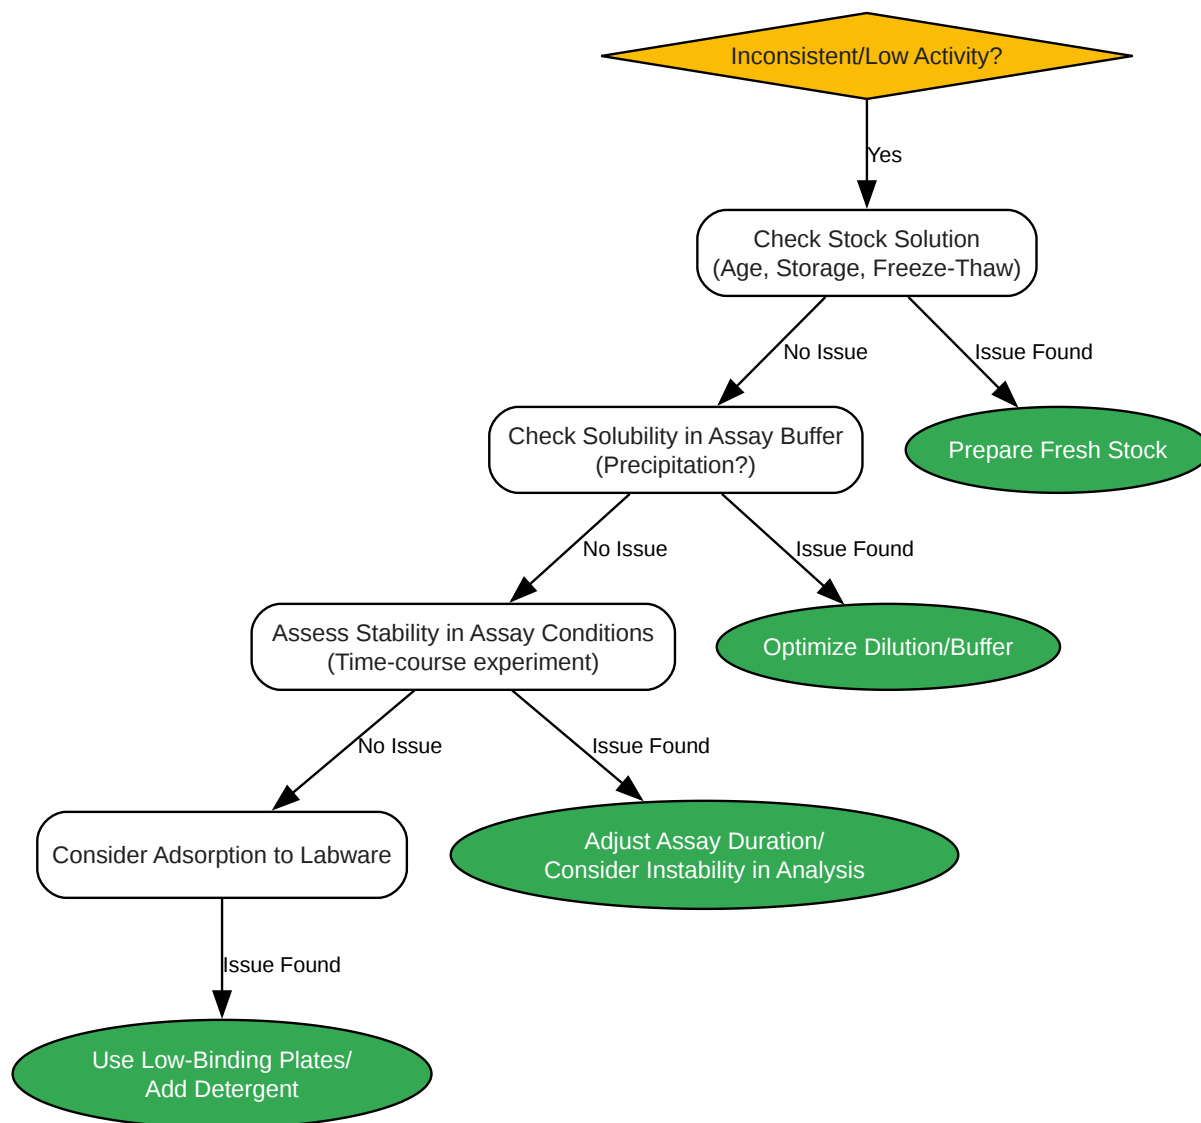 Inconsistent/Low Activity?
Yes
Check Stock Solution
(Age, Storage, Freeze-Thaw)
No Issue
Issue Found
Check Solubility in Assay Buffer
(Precipitation?)
Prepare Fresh Stock
No Issue
Issue Found
Assess Stability in Assay Conditions
(Time-course experiment)
Optimize Dilution/Buffer
No Issue
Issue Found
Consider Adsorption to Labware
Adjust Assay Duration/
Consider Instability in Analysis
Issue Found
Use Low-Binding Plates/
Add Detergent